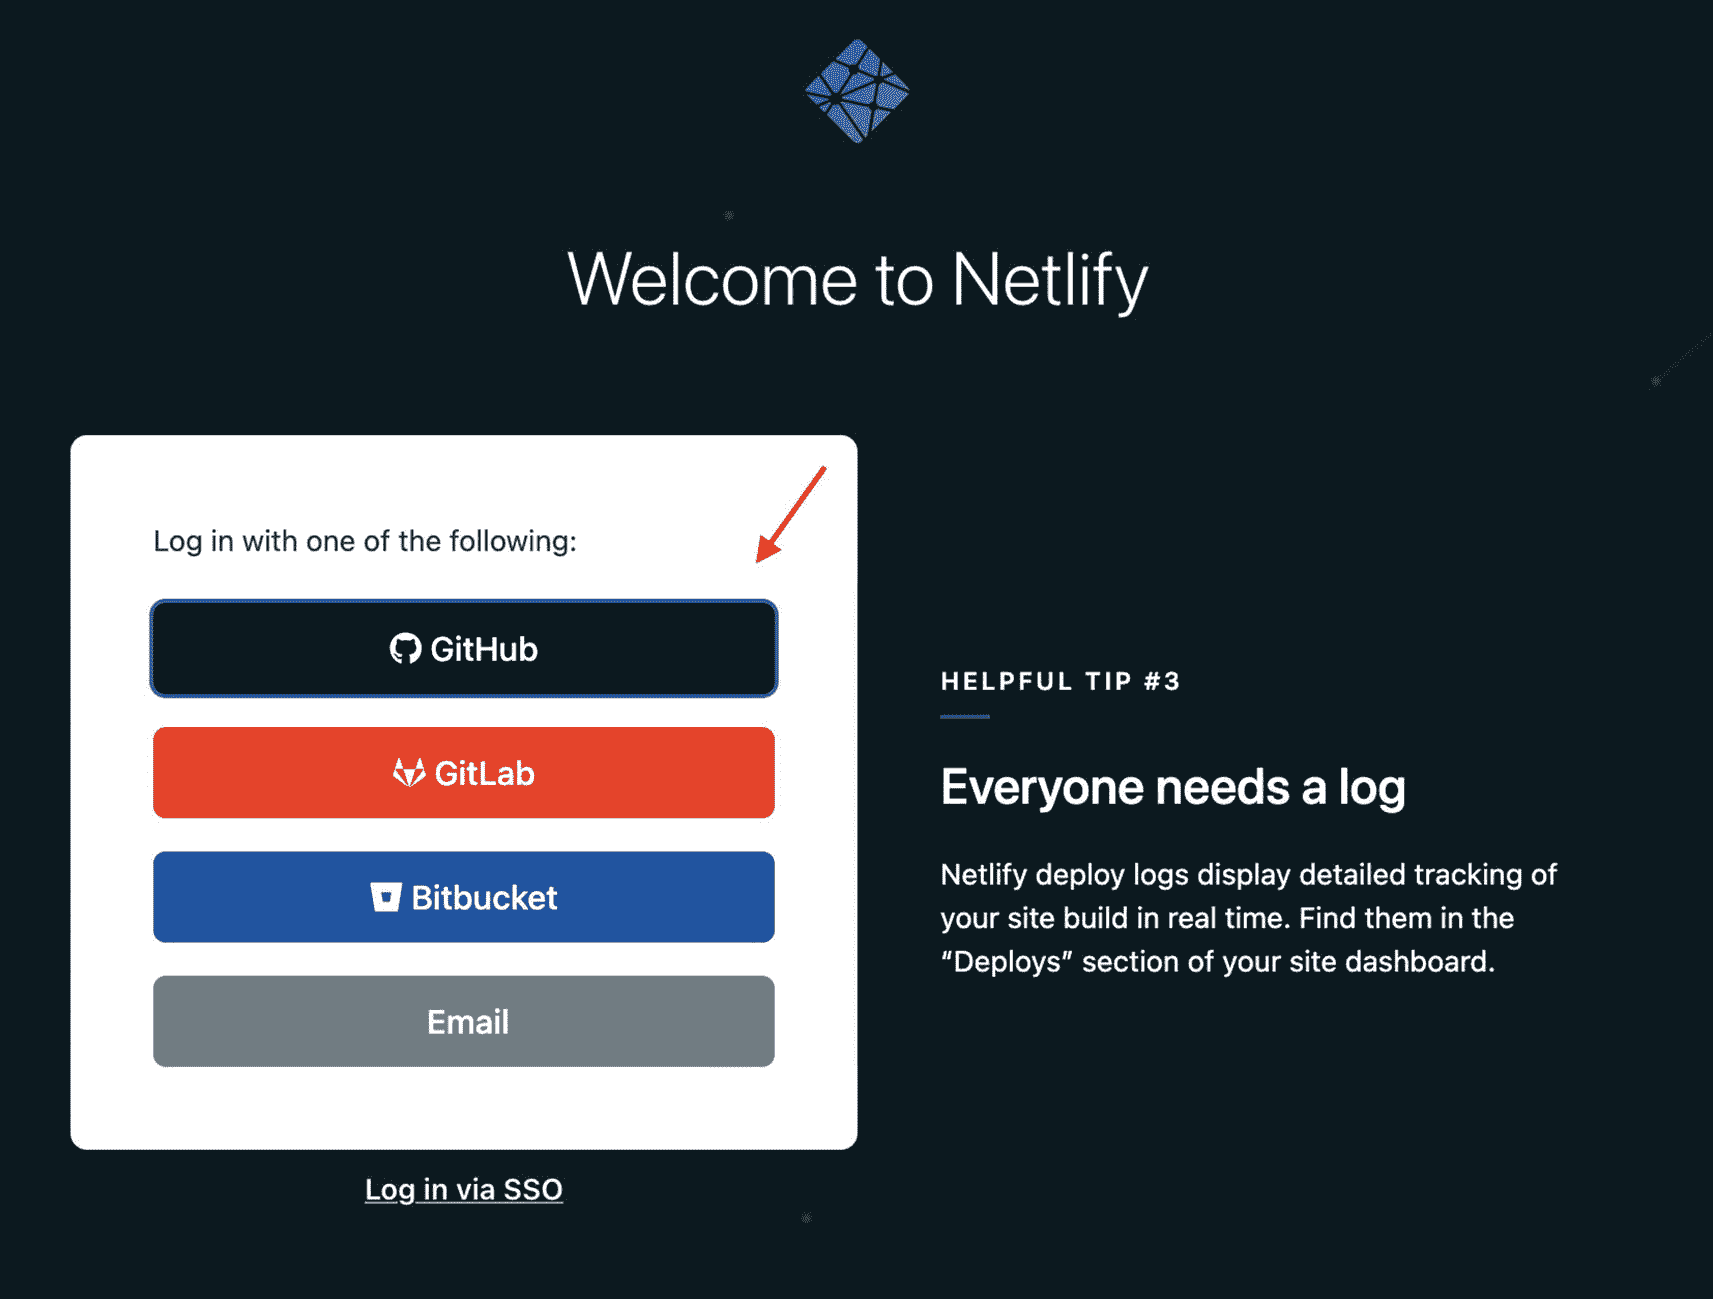 Welcome to Netlify
Log in with one of the following:
GitHub
GitLab
Bitbucket
Email
Log in via SSO
HELPFUL TIP #3
Everyone needs a log
Netlify deploy logs display detailed tracking of
your site build in real time. Find them in the
“Deploys” section of your site dashboard.